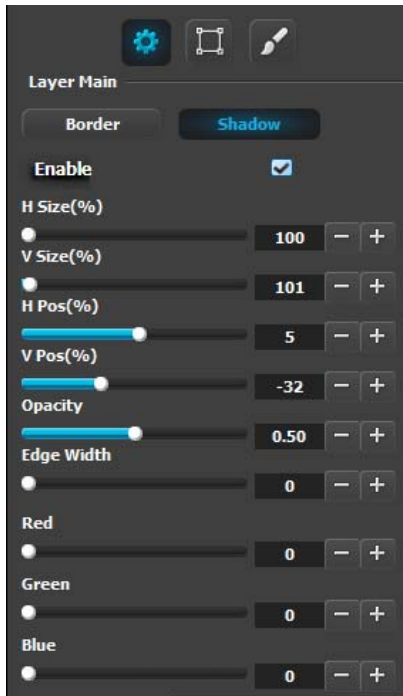 Layer Main
Border Shadow
Enable
H Size(%)
100 − +
V Size(%)
101 − +
H Pos(%)
5 − +
V Pos(%)
-32 − +
Opacity
0.50 − +
Edge Width
0 − +
Red
0 − +
Green
0 − +
Blue
0 − +